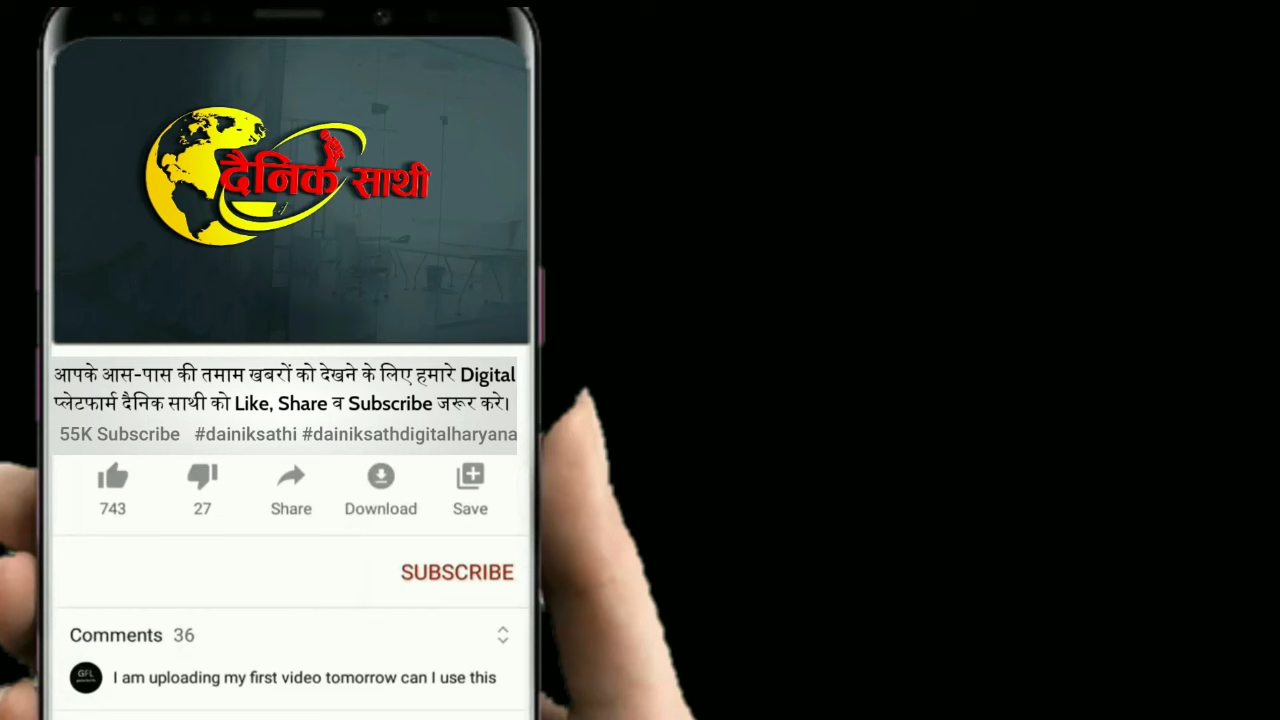 दैनिक साथी
आपके आस-पास की तमाम खबरों को देखने के लिए हमारे Digital
प्लेटफार्म दैनिक साथी को Like, Share व Subscribe जरूर करे।
55K Subscribe #dainiksathi #dainiksathdigitalharyana
743 27 Share Download Save
SUBSCRIBE
Comments 36
GFL
I am uploading my first video tomorrow can I use this